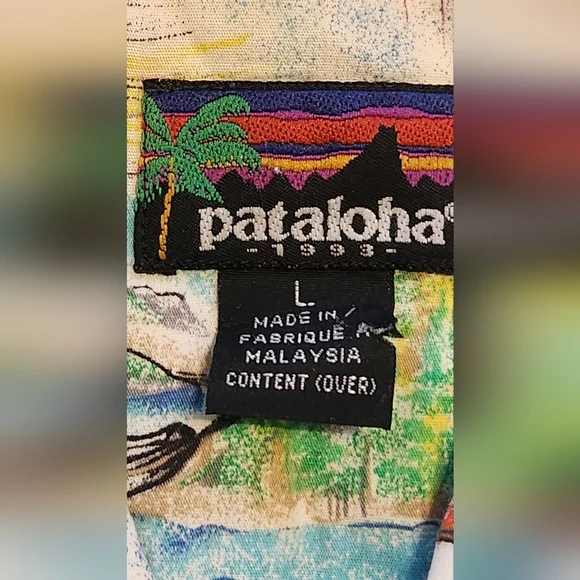 pataloha®
-1993-
L
MADE IN
FABRIQUE A
MALAYSIA
CONTENT (OVER)